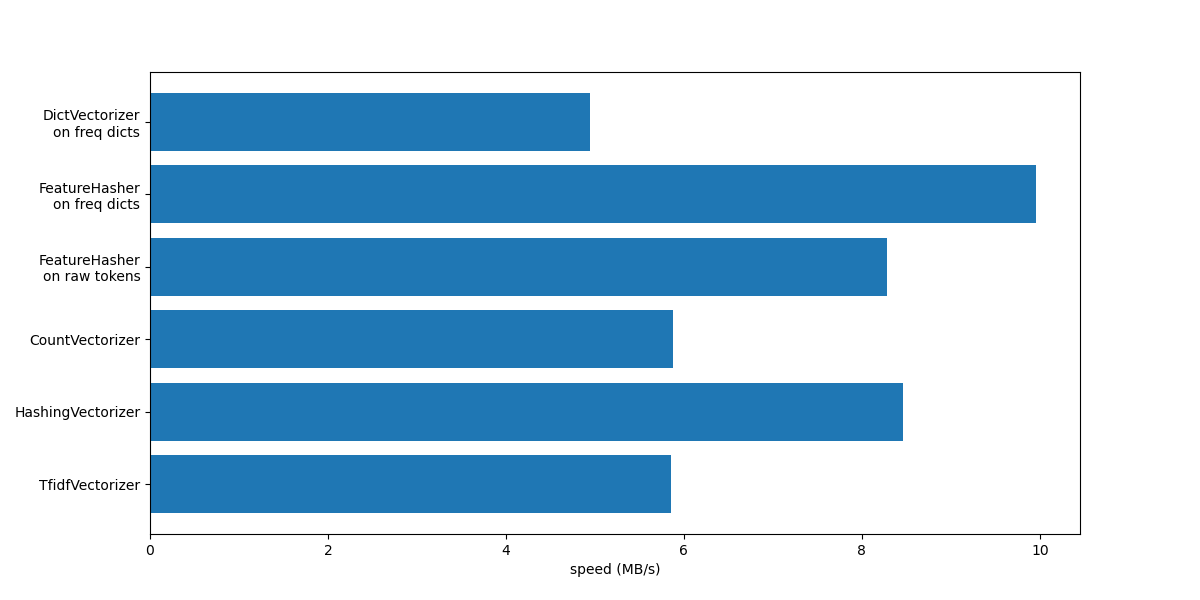 DictVectorizer
on freq dicts
FeatureHasher
on freq dicts
FeatureHasher
on raw tokens
CountVectorizer
HashingVectorizer
TfidfVectorizer
0 2 4 6 8 10
speed (MB/s)